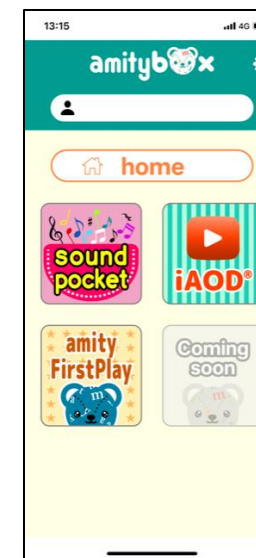 13:15
4G
amitybox
home
sound
pocket
iAOD®
amity
FirstPlay
m
Coming
soon
m